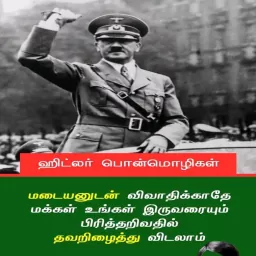 ஹிட்லர் பொன்மொழிகள்
மடையனுடன் விவாதிக்காதே
மக்கள் உங்கள் இருவரையும்
பிரித்தறிவதில்
தவறிழைத்து விடலாம்